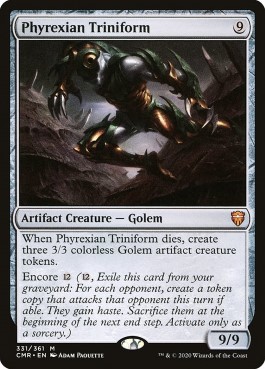 Phyrexian Triniform 9
Artifact Creature — Golem
When Phyrexian Triniform dies, create
three 3/3 colorless Golem artifact creature
tokens.
Encore 12 (12, Exile this card from your
graveyard: For each opponent, create a token
copy that attacks that opponent this turn if
able. They gain haste. Sacrifice them at the
beginning of the next end step. Activate only as
a sorcery.)
9/9
331/361 M
CMR • EN Adam Paquette
™ & © 2020 Wizards of the Coast